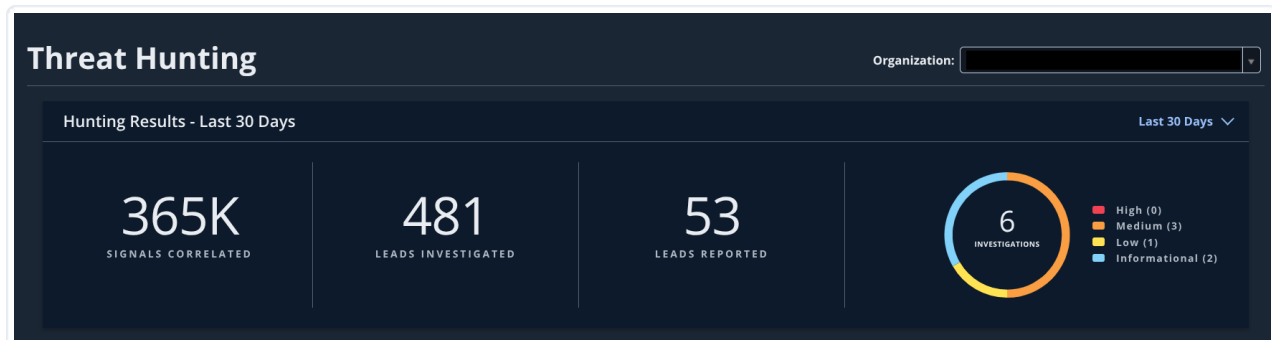 Threat Hunting
Organization:
Hunting Results - Last 30 Days
Last 30 Days
365K
SIGNALS CORRELATED
481
LEADS INVESTIGATED
53
LEADS REPORTED
6
INVESTIGATIONS
High (0)
Medium (3)
Low (1)
Informational (2)